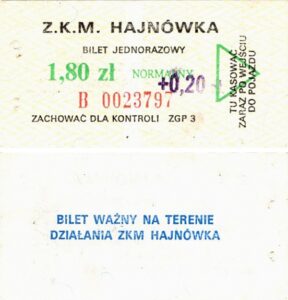 Z.K.M. HAJNÓWKA
BILET JEDNORAZOWY
1,80 zł NORMALNY
+0,20
B 0023797
ZACHOWAĆ DLA KONTROLI ZGP 3
TU KASOWAĆ
ZARAZ PO WEJŚCIU
DO POJAZDU
BILET WAŻNY NA TERENIE
DZIAŁANIA ZKM HAJNÓWKA